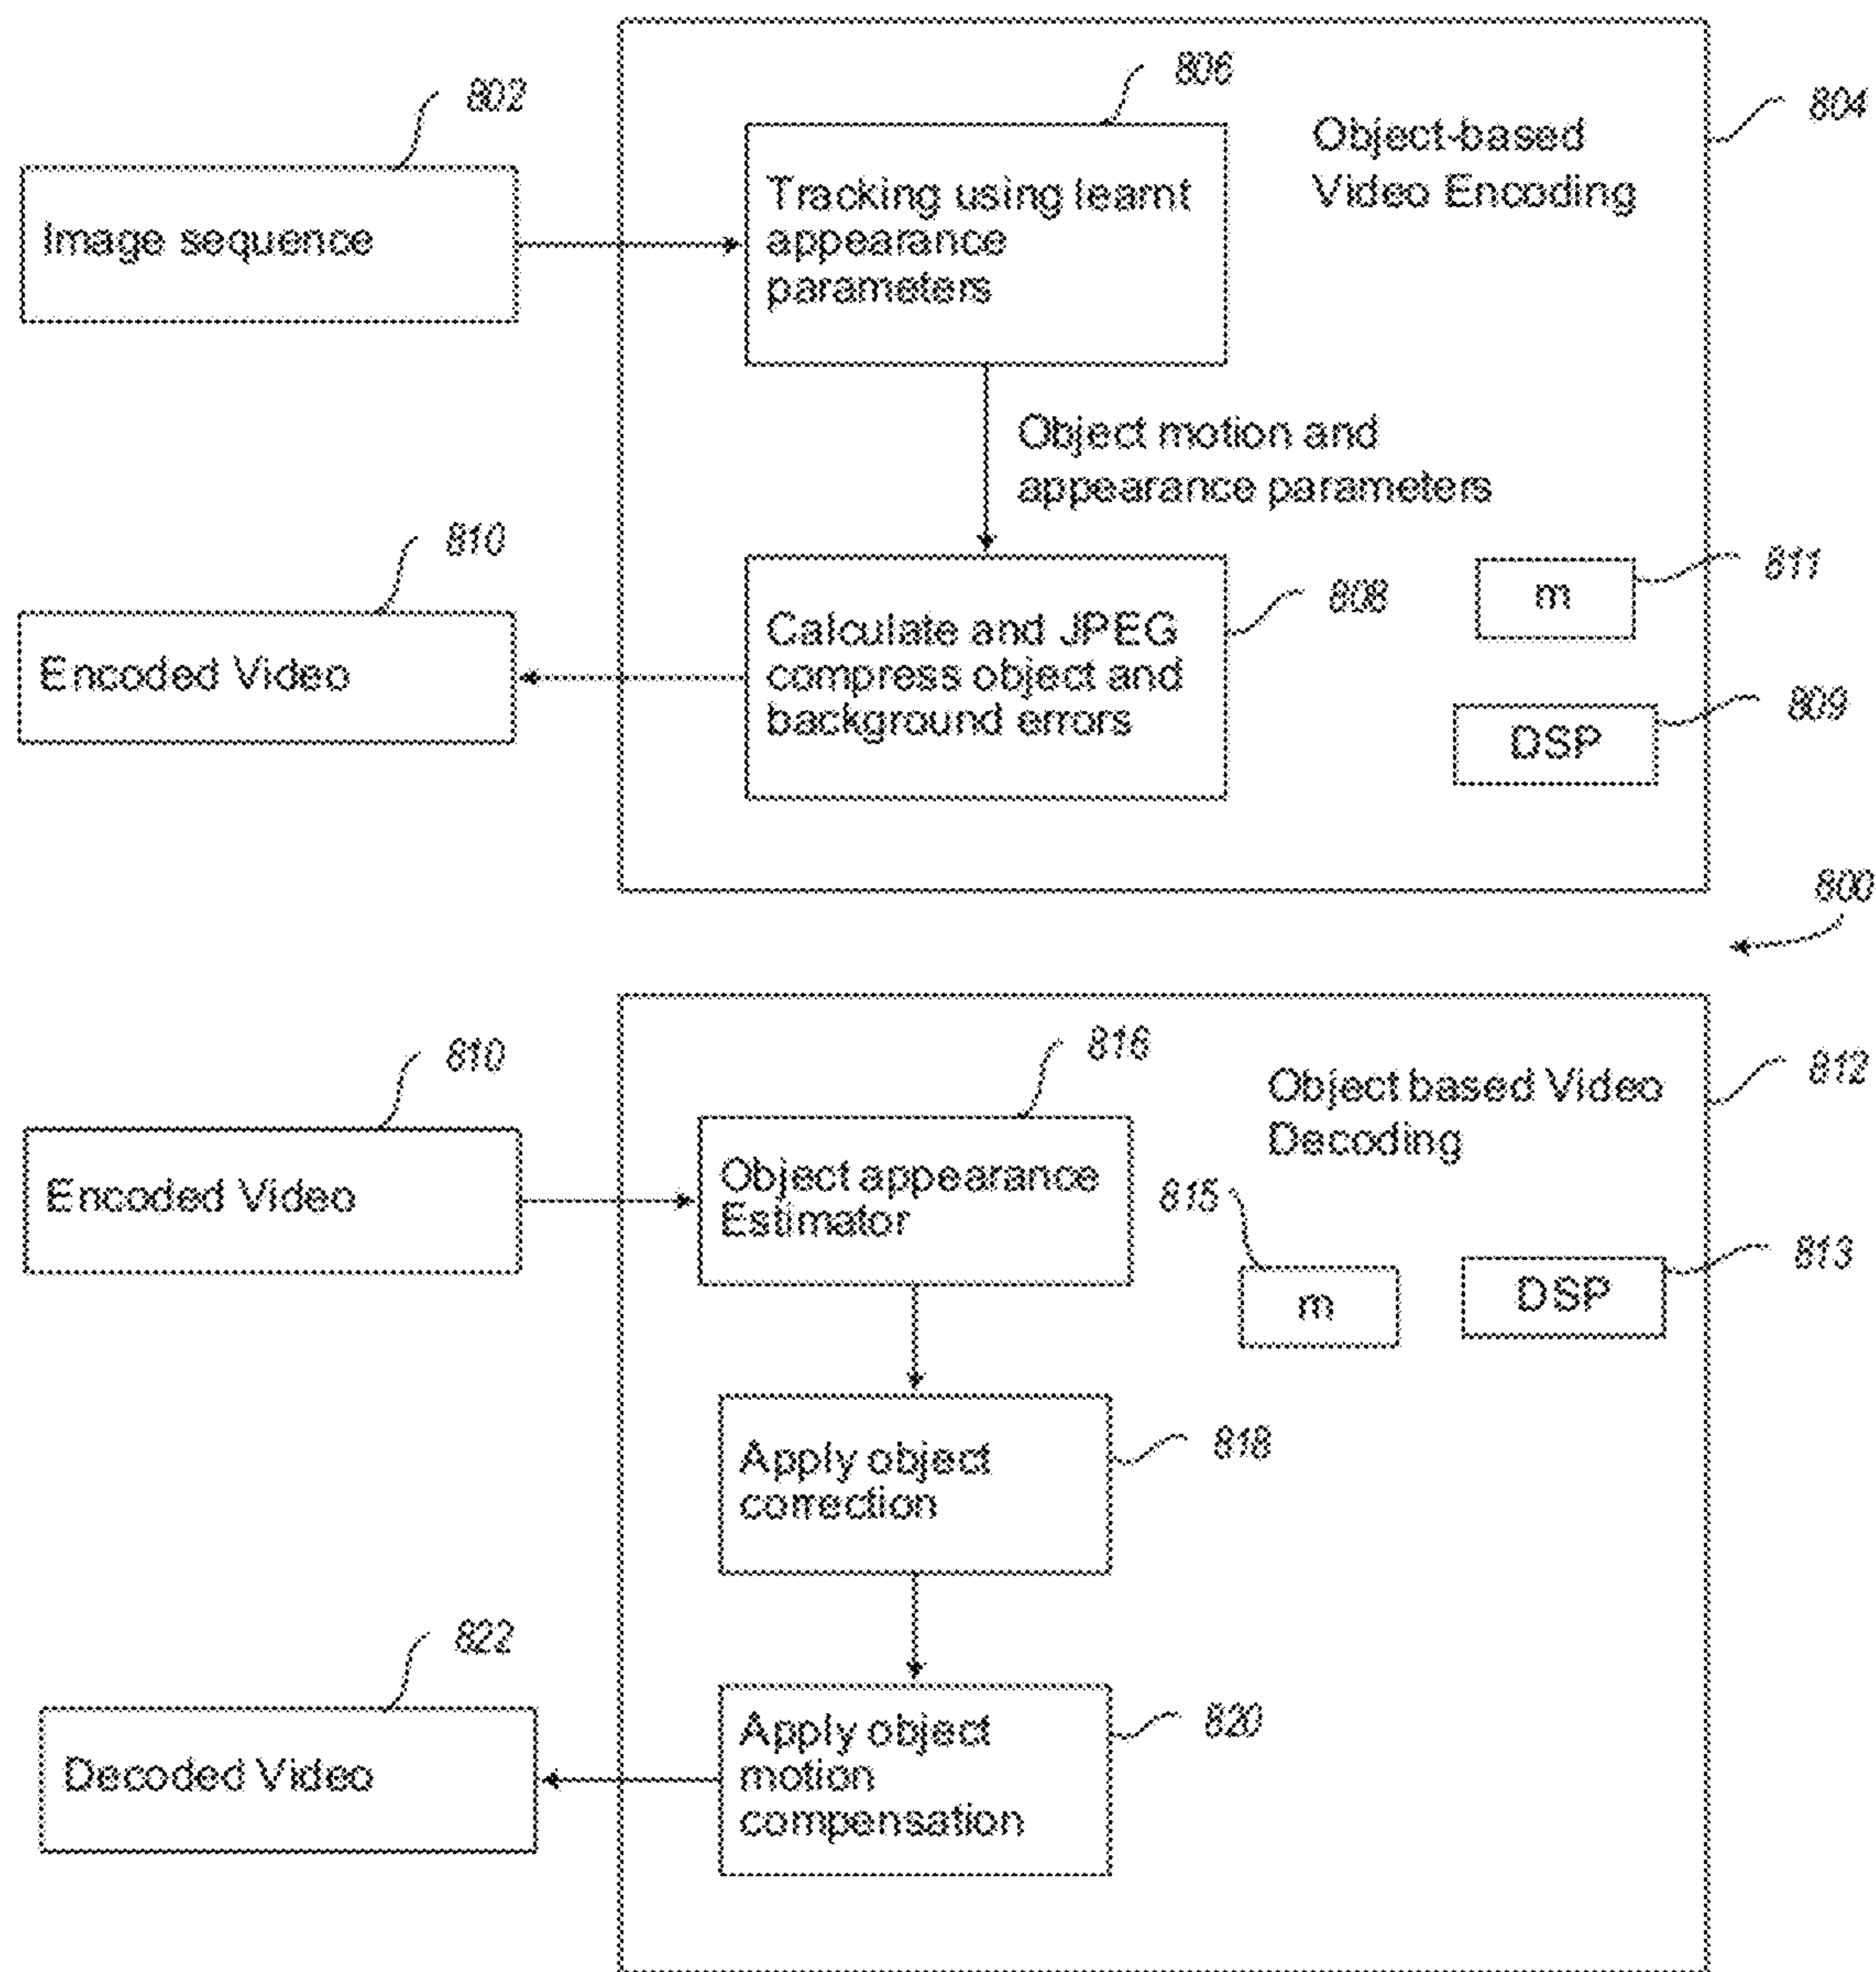 806
802
804
Object-based
Video Encoding
Tracking using learnt
appearance
parameters
Image sequence
Object motion and
appearance parameters
810
811
m
808
Calculate and JPEG
compress object and
background errors
Encoded Video
809
DSP
800
810
816
812
Object based Video
Decoding
Encoded Video
Object appearance
Estimator
815
813
m
DSP
818
Apply object
correction
822
820
Decoded Video
Apply object
motion
compensation